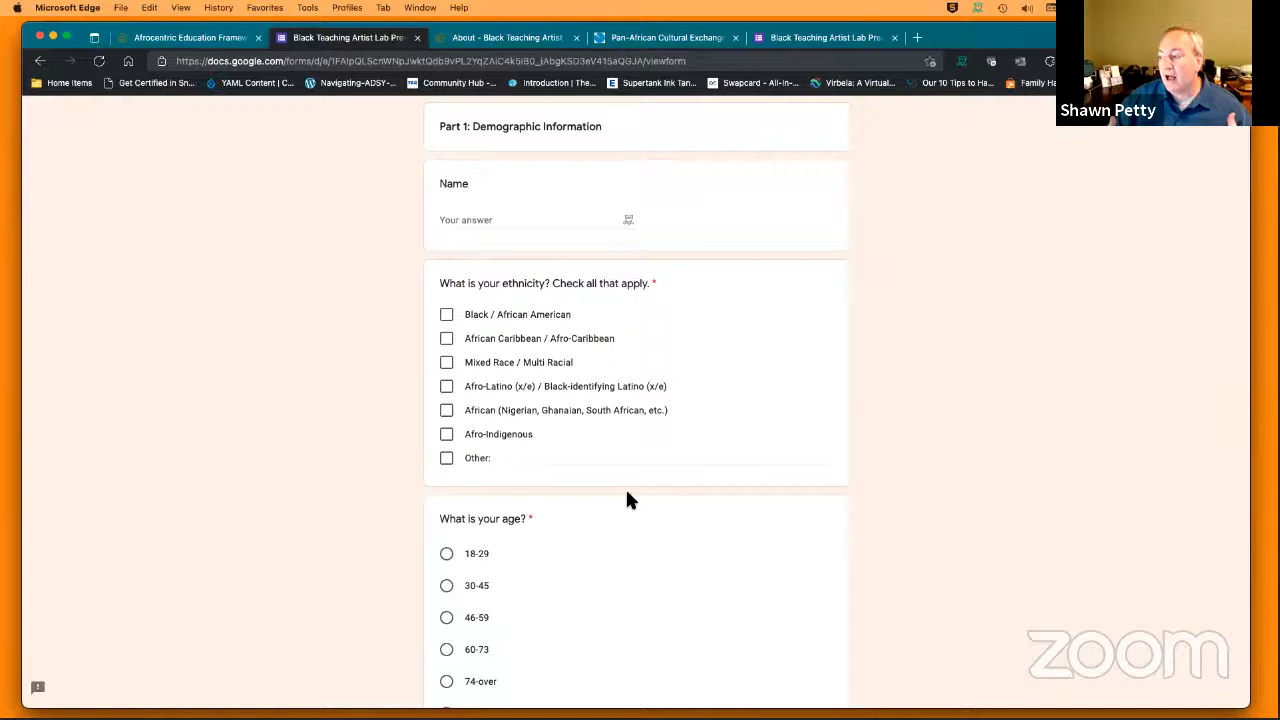 Microsoft Edge File Edit View History Favorites Tools Profiles Tab Window Help
Afrocentric Education Framew
Black Teaching Artist Lab Pre-
About - Black Teaching Artist
Pan-African Cultural Exchange
Black Teaching Artist Lab Pre-
Home Items
Get Certified in Sn...
YAML Content | C...
Navigating-ADSY-...
Community Hub -...
Introduction | The...
Supertank Ink Tan...
Swapcard - All-in-...
Virbela: A Virtual...
Our 10 Tips to Ha...
Family Ha
Shawn Petty
Part 1: Demographic Information
Name
Your answer
What is your ethnicity? Check all that apply. *
Black / African American
African Caribbean / Afro-Caribbean
Mixed Race / Multi Racial
Afro-Latino (x/e) / Black-identifying Latino (x/e)
African (Nigerian, Ghanaian, South African, etc.)
Afro-Indigenous
Other:
What is your age? *
18-29
30-45
46-59
60-73
74-over
zoom